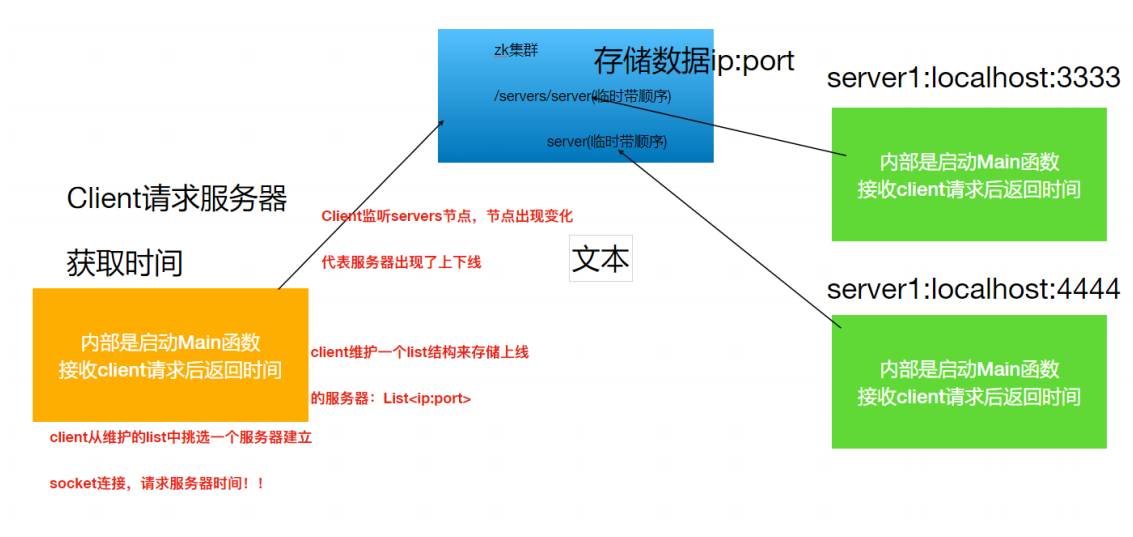 zk集群
存储数据ip:port
/servers/server(临时带顺序)
server(临时带顺序)
server1:localhost:3333
内部是启动Main函数
接收client请求后返回时间
Client请求服务器
获取时间
Client监听servers节点，节点出现变化
代表服务器出现了上下线
文本
server1:localhost:4444
内部是启动Main函数
接收client请求后返回时间
内部是启动Main函数
接收client请求后返回时间
client维护一个list结构来存储上线
的服务器：List<ip:port>
client从维护的list中挑选一个服务器建立
socket连接，请求服务器时间！！